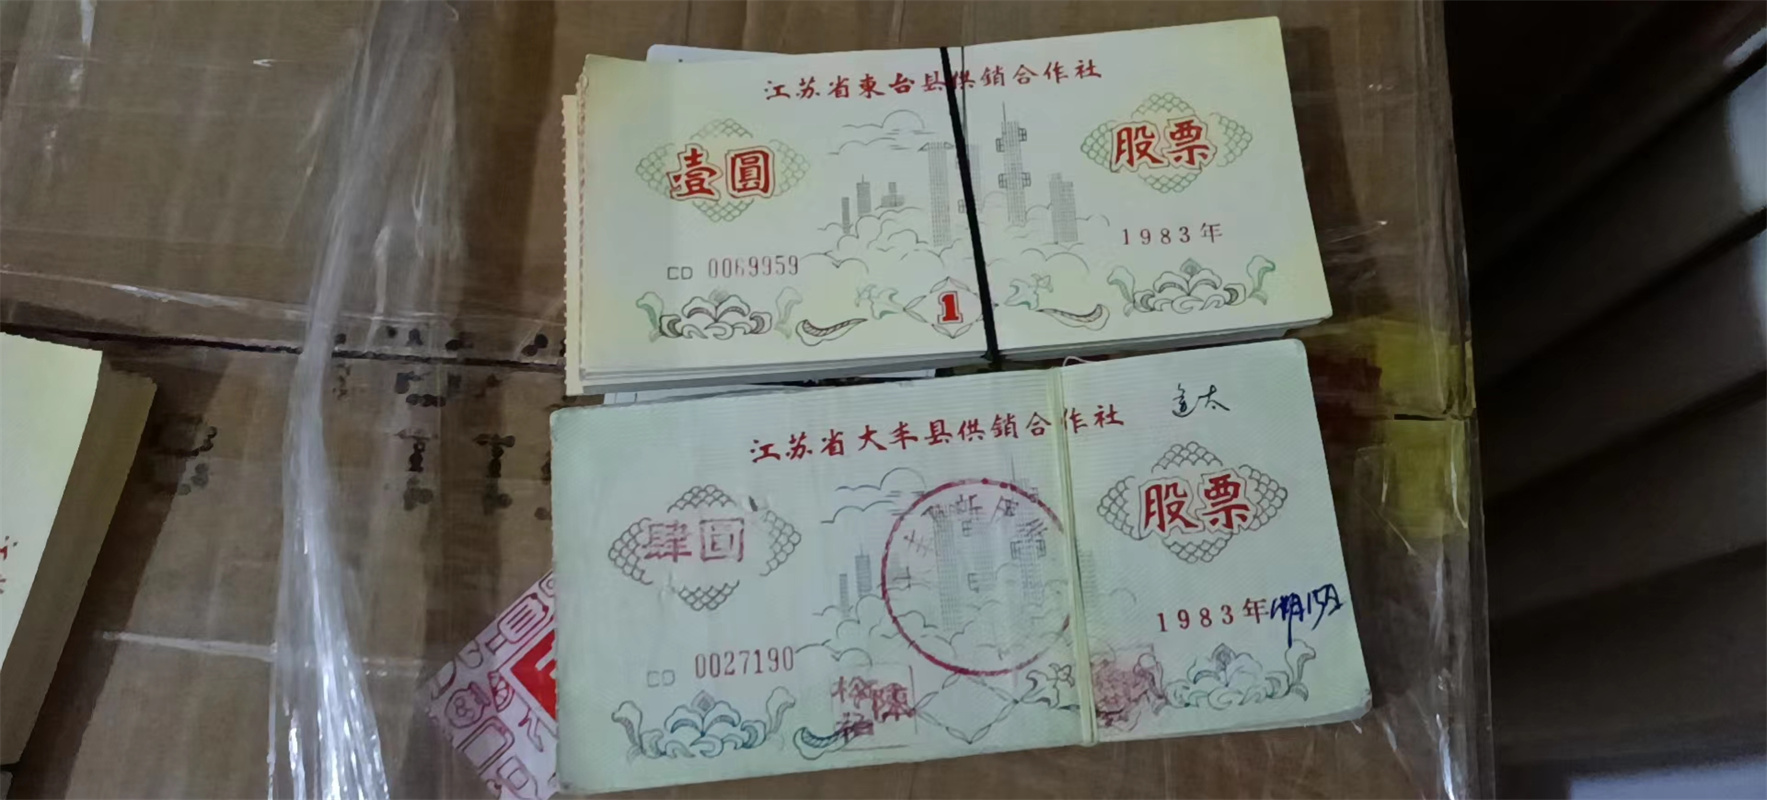 江苏省東台县供銷合作社
壹圓
股票
1983年
CD 0069959
1
江苏省大丰县供銷合作社
肆圓
股票
1983年
CD 0027190